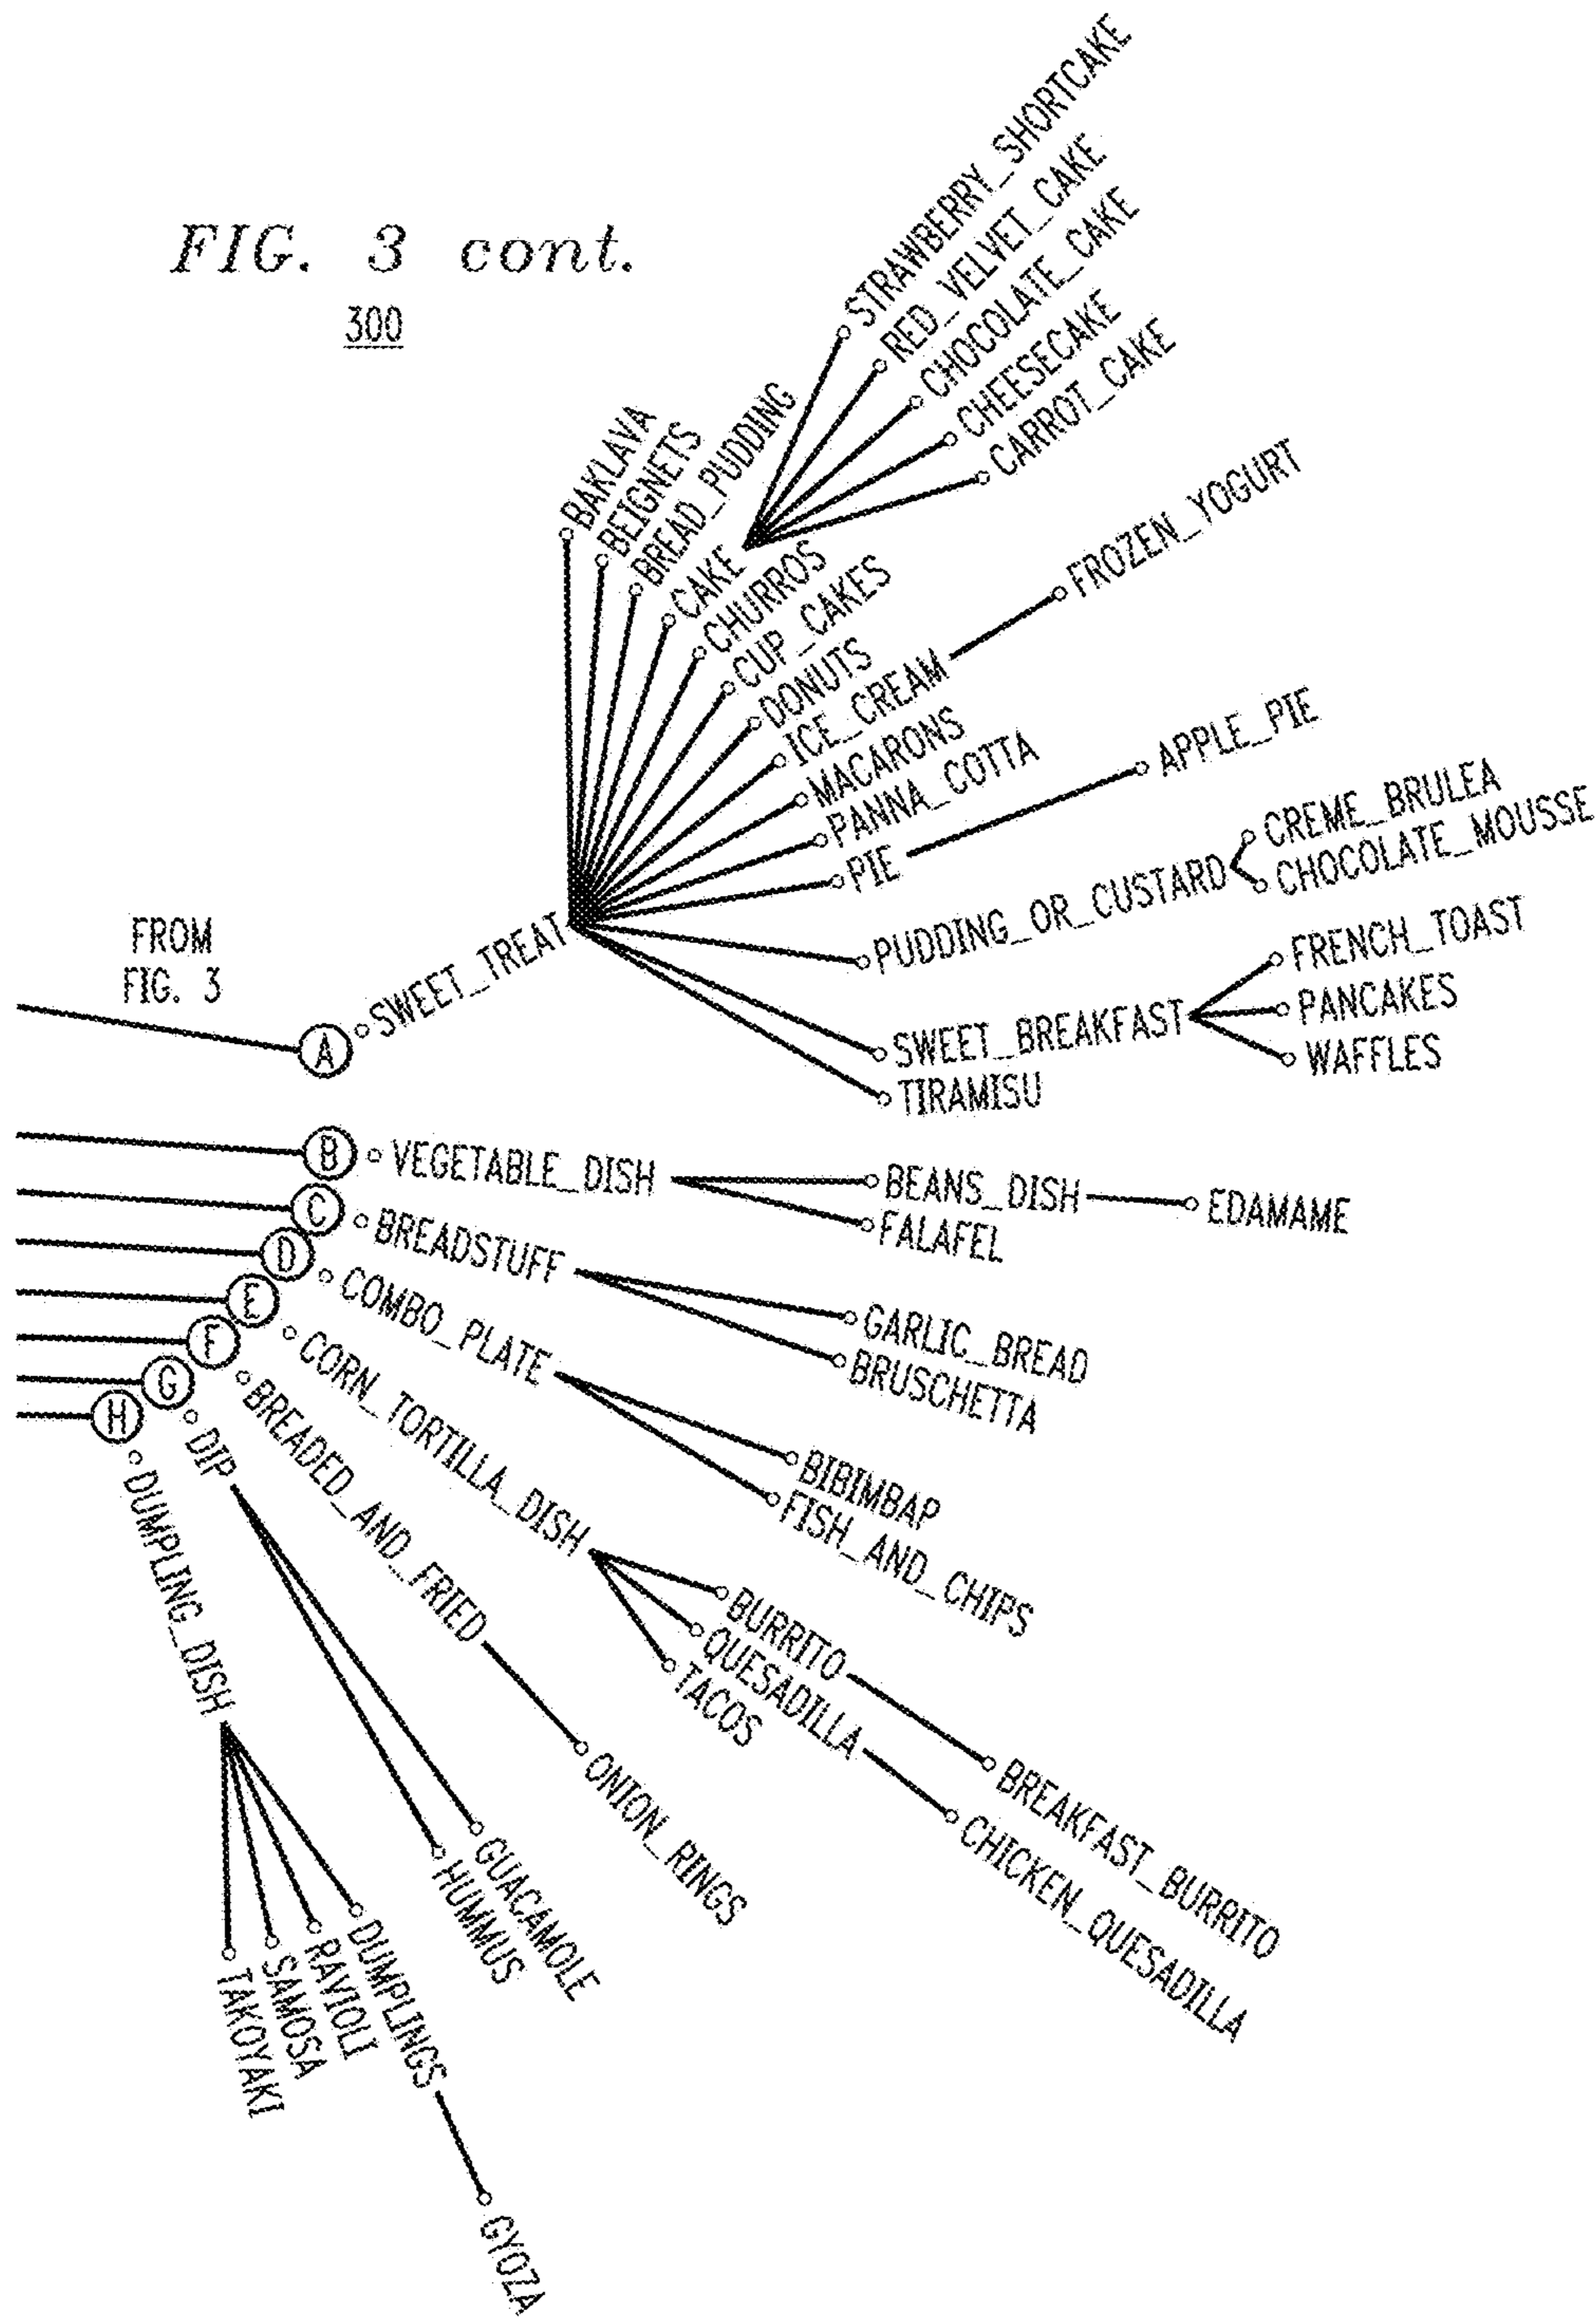 FIG. 3 cont.
300
STRAWBERRY_SHORTCAKE
RED_VELVET_CAKE
CHOCOLATE_CAKE
CHEESECAKE
CARROT_CAKE
BAKLAVA
BEIGNETS
BREAD_PUDDING
CAKE
CHURROS
CUP_CAKES
DONUTS
ICE_CREAM
FROZEN_YOGURT
MACARONS
PANNA_COTTA
PIE
APPLE_PIE
PUDDING_OR_CUSTARD
CREME_BRULEA
CHOCOLATE_MOUSSE
SWEET_BREAKFAST
FRENCH_TOAST
PANCAKES
WAFFLES
TIRAMISU
FROM
FIG. 3
A
SWEET_TREAT
B
VEGETABLE_DISH
BEANS_DISH
EDAMAME
FALAFEL
C
BREADSTUFF
GARLIC_BREAD
BRUSCHETTA
D
COMBO_PLATE
BIBIMBAP
FISH_AND_CHIPS
E
CORN_TORTILLA_DISH
BURRITO
BREAKFAST_BURRITO
QUESADILLA
CHICKEN_QUESADILLA
TACOS
F
BREADED_AND_FRIED
ONION_RINGS
G
DIP
GUACAMOLE
HUMMUS
H
DUMPLING_DISH
DUMPLINGS
GYOZA
RAVIOLI
SAMOSA
TAKOYAKI